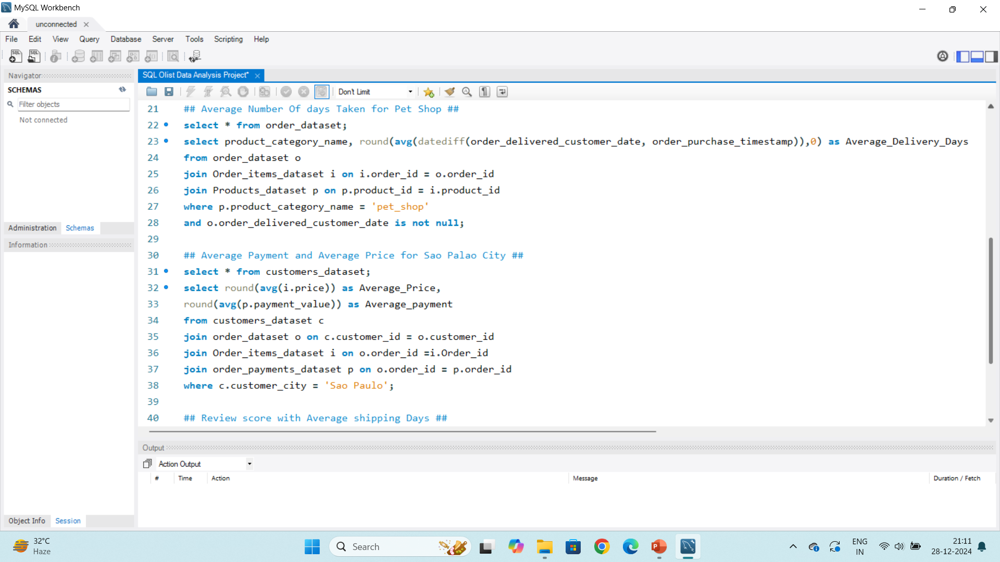 MySQL Workbench
unconnected
File Edit View Query Database Server Tools Scripting Help
Navigator
SCHEMAS
Filter objects
Not connected
Administration Schemas
Information
Object Info Session
SQL Olist Data Analysis Project*
Don't Limit
21 ## Average Number Of days Taken for Pet Shop ##
22 select * from order_dataset;
23 select product_category_name, round(avg(datediff(order_delivered_customer_date, order_purchase_timestamp)),0) as Average_Delivery_Days
24 from order_dataset o
25 join Order_items_dataset i on i.order_id = o.order_id
26 join Products_dataset p on p.product_id = i.product_id
27 where p.product_category_name = 'pet_shop'
28 and o.order_delivered_customer_date is not null;
29
30 ## Average Payment and Average Price for Sao Palao City ##
31 select * from customers_dataset;
32 select round(avg(i.price)) as Average_Price,
33 round(avg(p.payment_value)) as Average_payment
34 from customers_dataset c
35 join order_dataset o on c.customer_id = o.customer_id
36 join Order_items_dataset i on o.order_id =i.Order_id
37 join order_payments_dataset p on o.order_id = p.order_id
38 where c.customer_city = 'Sao Paulo';
39
40 ## Review score with Average shipping Days ##
Output
Action Output
# Time Action Message Duration / Fetch
32°C
Haze
Search
ENG
IN
21:11
28-12-2024